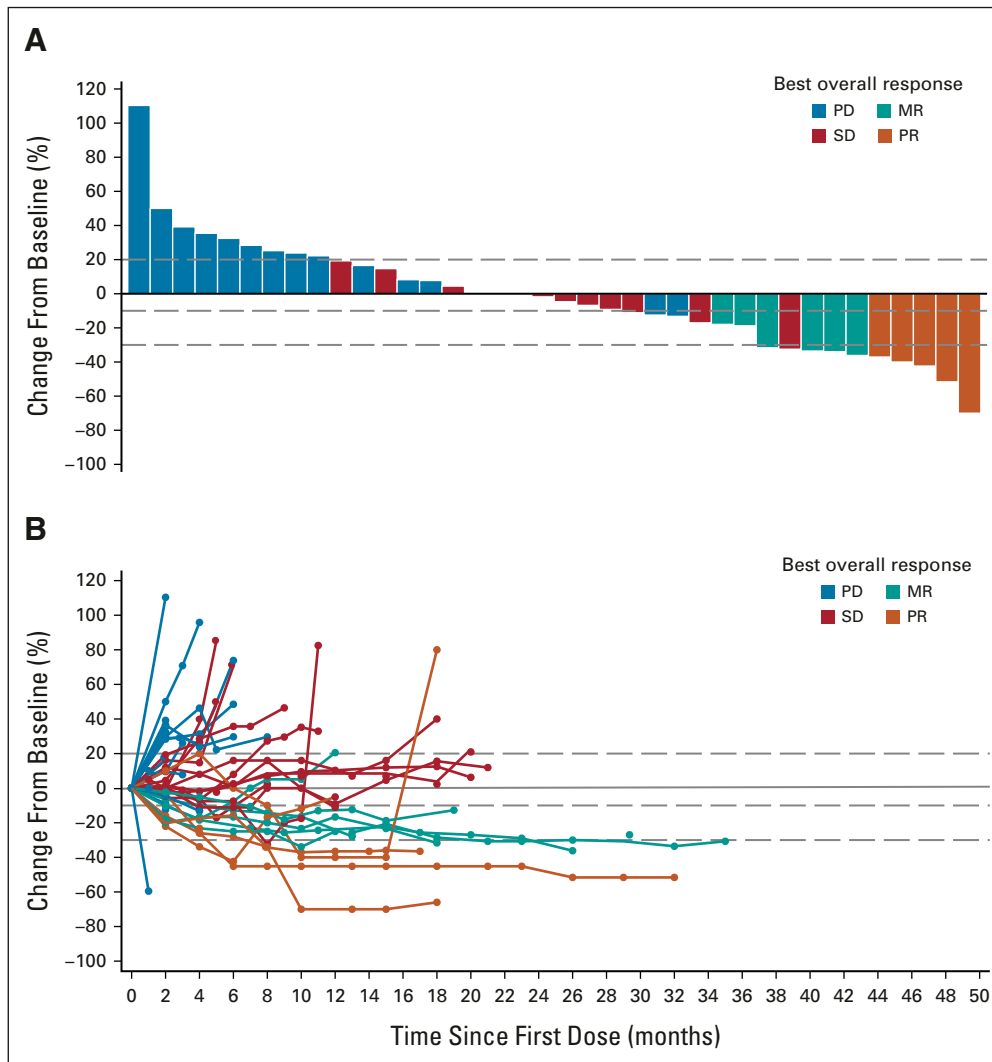 A
Change From Baseline (%)
120
100
80
60
40
20
0
–20
–40
–60
–80
–100
Best overall response
PD MR
SD PR
B
Change From Baseline (%)
120
100
80
60
40
20
0
–20
–40
–60
–80
–100
Best overall response
PD MR
SD PR
0 2 4 6 8 10 12 14 16 18 20 22 24 26 28 30 32 34 36 38 40 42 44 46 48 50
Time Since First Dose (months)